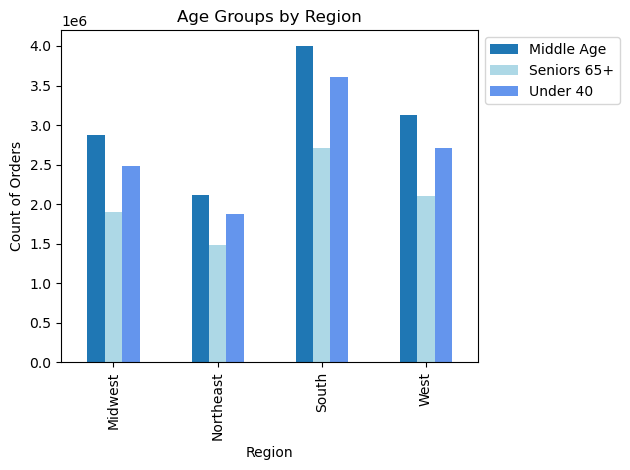 Age Groups by Region
1e6
4.0
3.5
3.0
2.5
2.0
1.5
1.0
0.5
0.0
Count of Orders
Midwest
Northeast
South
West
Region
Middle Age
Seniors 65+
Under 40